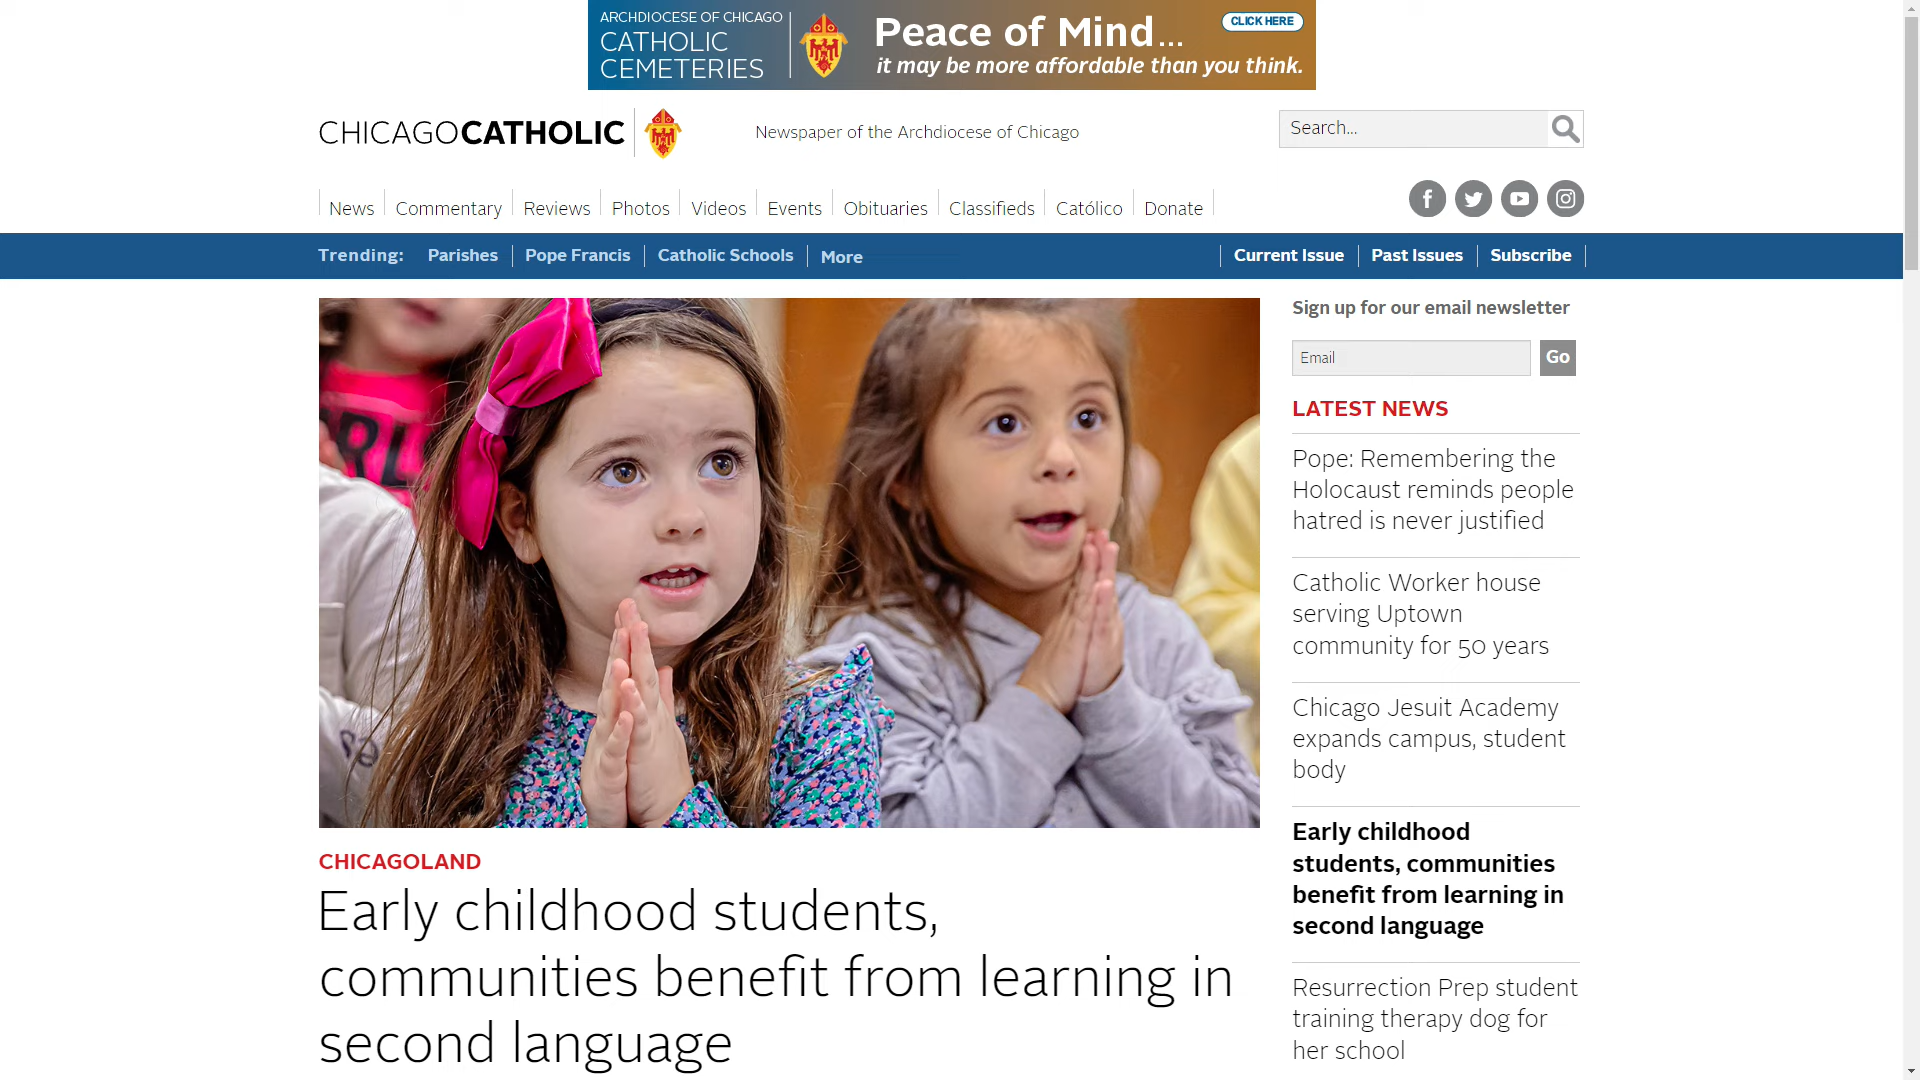 ARCHDIOCESE OF CHICAGO
CATHOLIC
CEMETERIES
Peace of Mind...
CLICK HERE
it may be more affordable than you think.
CHICAGOCATHOLIC
Newspaper of the Archdiocese of Chicago
Search...
News
Commentary
Reviews
Photos
Videos
Events
Obituaries
Classifieds
Católico
Donate
Trending:
Parishes
Pope Francis
Catholic Schools
More
Current Issue
Past Issues
Subscribe
CHICAGOLAND
Early childhood students,
communities benefit from learning in
second language
Sign up for our email newsletter
Email
Go
LATEST NEWS
Pope: Remembering the
Holocaust reminds people
hatred is never justified
Catholic Worker house
serving Uptown
community for 50 years
Chicago Jesuit Academy
expands campus, student
body
Early childhood
students, communities
benefit from learning in
second language
Resurrection Prep student
training therapy dog for
her school